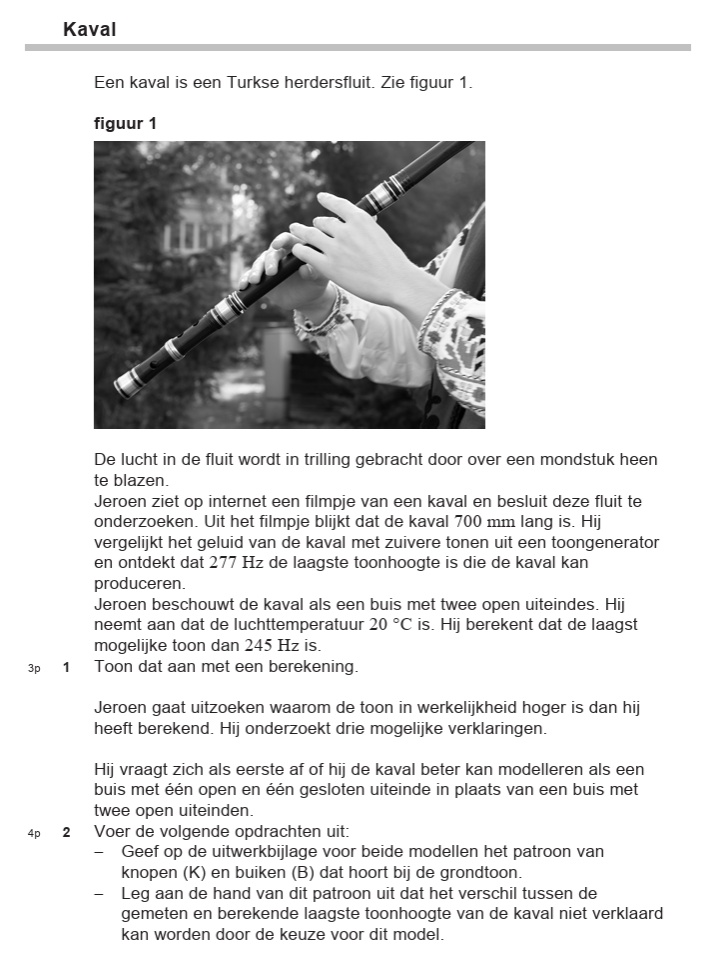 Kaval
Een kaval is een Turkse herdersfluit. Zie figuur 1.
figuur 1
De lucht in de fluit wordt in trilling gebracht door over een mondstuk heen
te blazen.
Jeroen ziet op internet een filmpje van een kaval en besluit deze fluit te
onderzoeken. Uit het filmpje blijkt dat de kaval 700 mm lang is. Hij
vergelijkt het geluid van de kaval met zuivere tonen uit een toongenerator
en ontdekt dat 277 Hz de laagste toonhoogte is die de kaval kan
produceren.
Jeroen beschouwt de kaval als een buis met twee open uiteindes. Hij
neemt aan dat de luchttemperatuur 20 °C is. Hij berekent dat de laagst
mogelijke toon dan 245 Hz is.
3p 1 Toon dat aan met een berekening.
Jeroen gaat uitzoeken waarom de toon in werkelijkheid hoger is dan hij
heeft berekend. Hij onderzoekt drie mogelijke verklaringen.
Hij vraagt zich als eerste af of hij de kaval beter kan modelleren als een
buis met één open en één gesloten uiteinde in plaats van een buis met
twee open uiteinden.
4p 2 Voer de volgende opdrachten uit:
– Geef op de uitwerkbijlage voor beide modellen het patroon van
knopen (K) en buiken (B) dat hoort bij de grondtoon.
– Leg aan de hand van dit patroon uit dat het verschil tussen de
gemeten en berekende laagste toonhoogte van de kaval niet verklaard
kan worden door de keuze voor dit model.